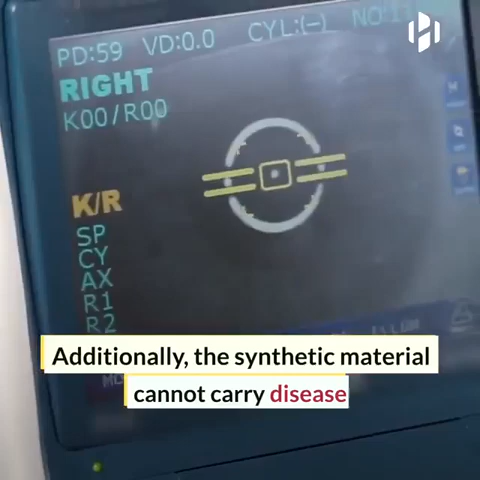 PD:59 VD:0.0 CYL:(−) NO
RIGHT
K00/R00
K/R
SP
CY
AX
R1
R2
Additionally, the synthetic material
cannot carry disease